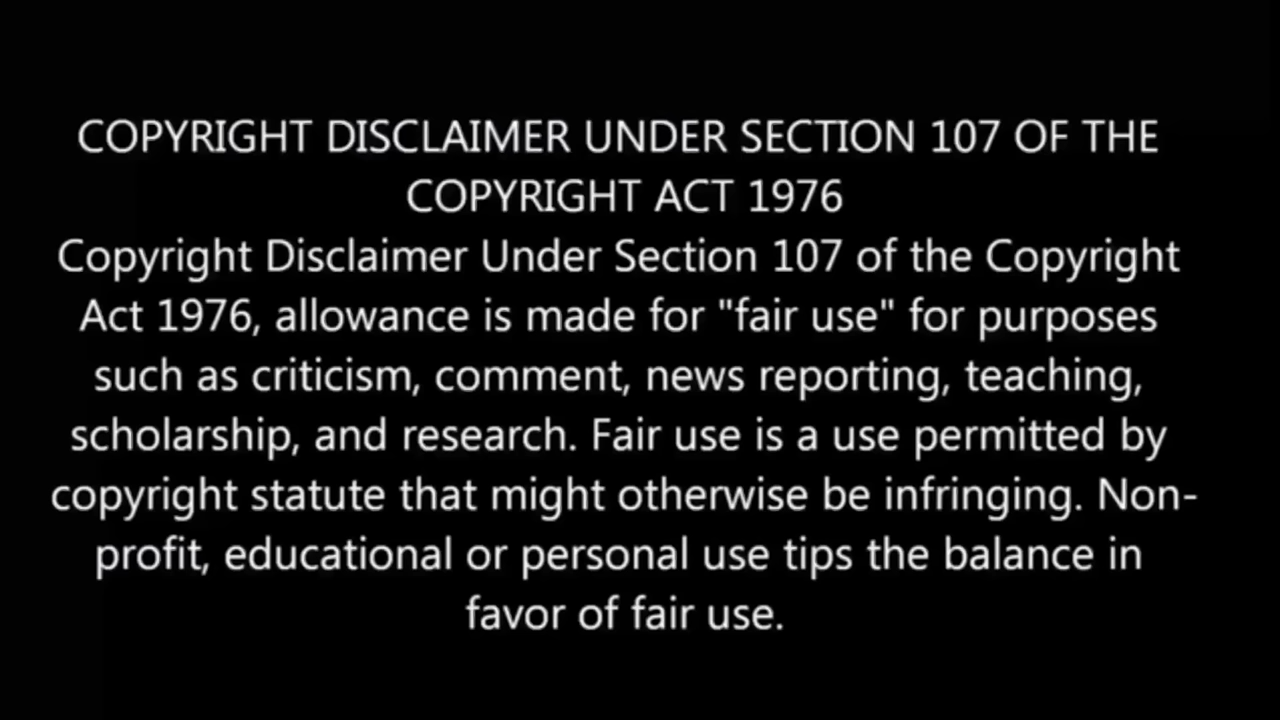 COPYRIGHT DISCLAIMER UNDER SECTION 107 OF THE
COPYRIGHT ACT 1976
Copyright Disclaimer Under Section 107 of the Copyright
Act 1976, allowance is made for "fair use" for purposes
such as criticism, comment, news reporting, teaching,
scholarship, and research. Fair use is a use permitted by
copyright statute that might otherwise be infringing. Non-
profit, educational or personal use tips the balance in
favor of fair use.